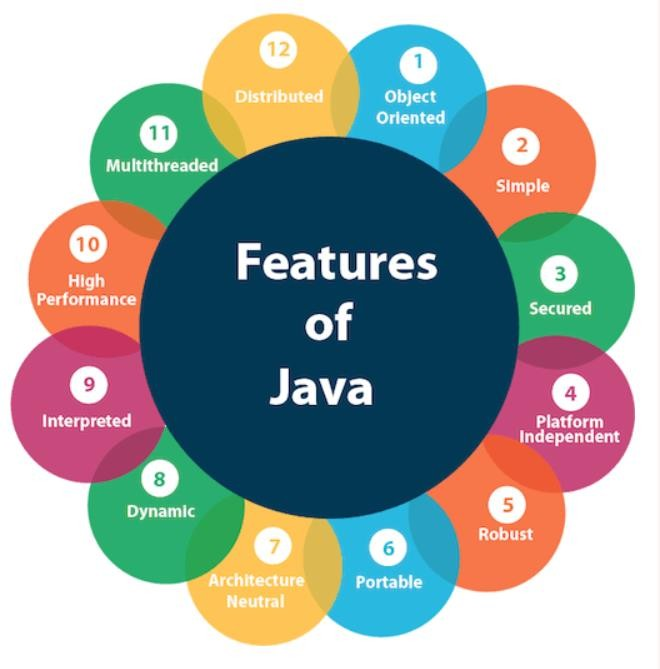 Features
of
Java
1
Object
Oriented
2
Simple
3
Secured
4
Platform
Independent
5
Robust
6
Portable
7
Architecture
Neutral
8
Dynamic
9
Interpreted
10
High
Performance
11
Multithreaded
12
Distributed